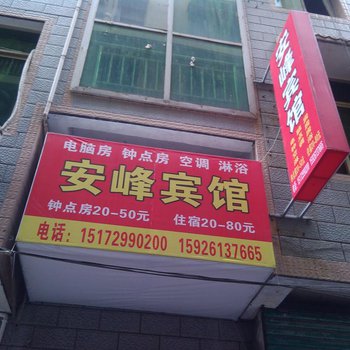 电脑房 钟点房 空调 淋浴
安峰宾馆
钟点房20-50元 住宿20-80元
电话：15172990200 15926137665
安峰宾馆